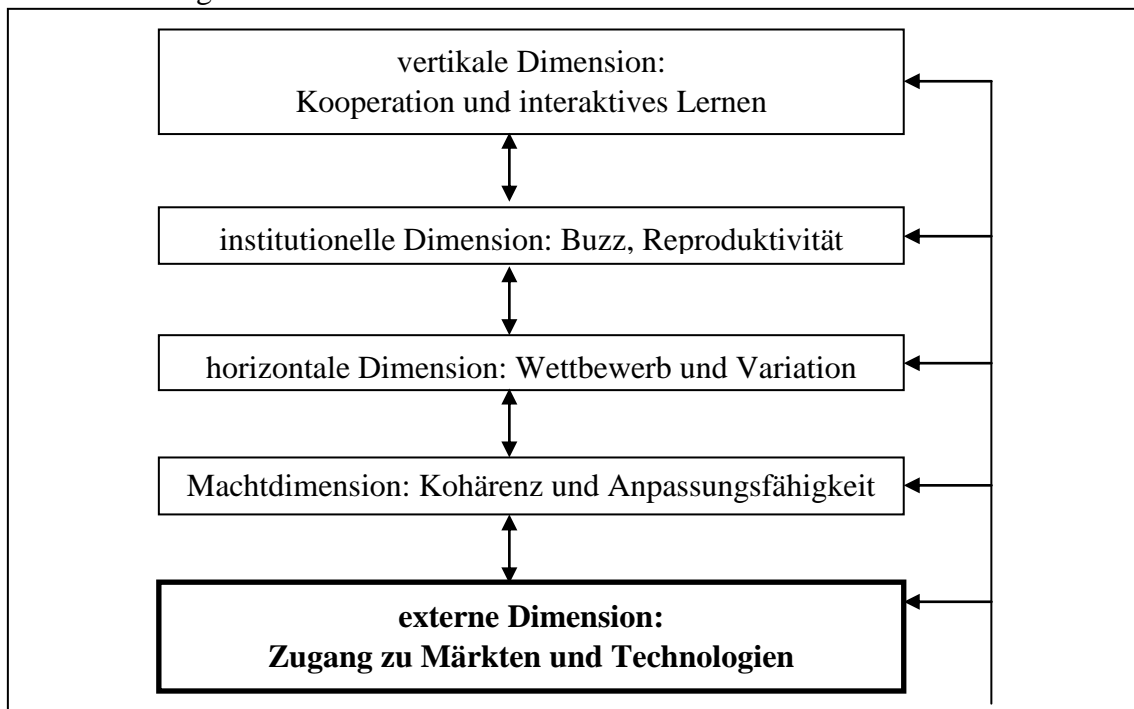 vertikale Dimension:
Kooperation und interaktives Lernen
institutionelle Dimension: Buzz, Reproduktivität
horizontale Dimension: Wettbewerb und Variation
Machtdimension: Kohärenz und Anpassungsfähigkeit
externe Dimension:
Zugang zu Märkten und Technologien